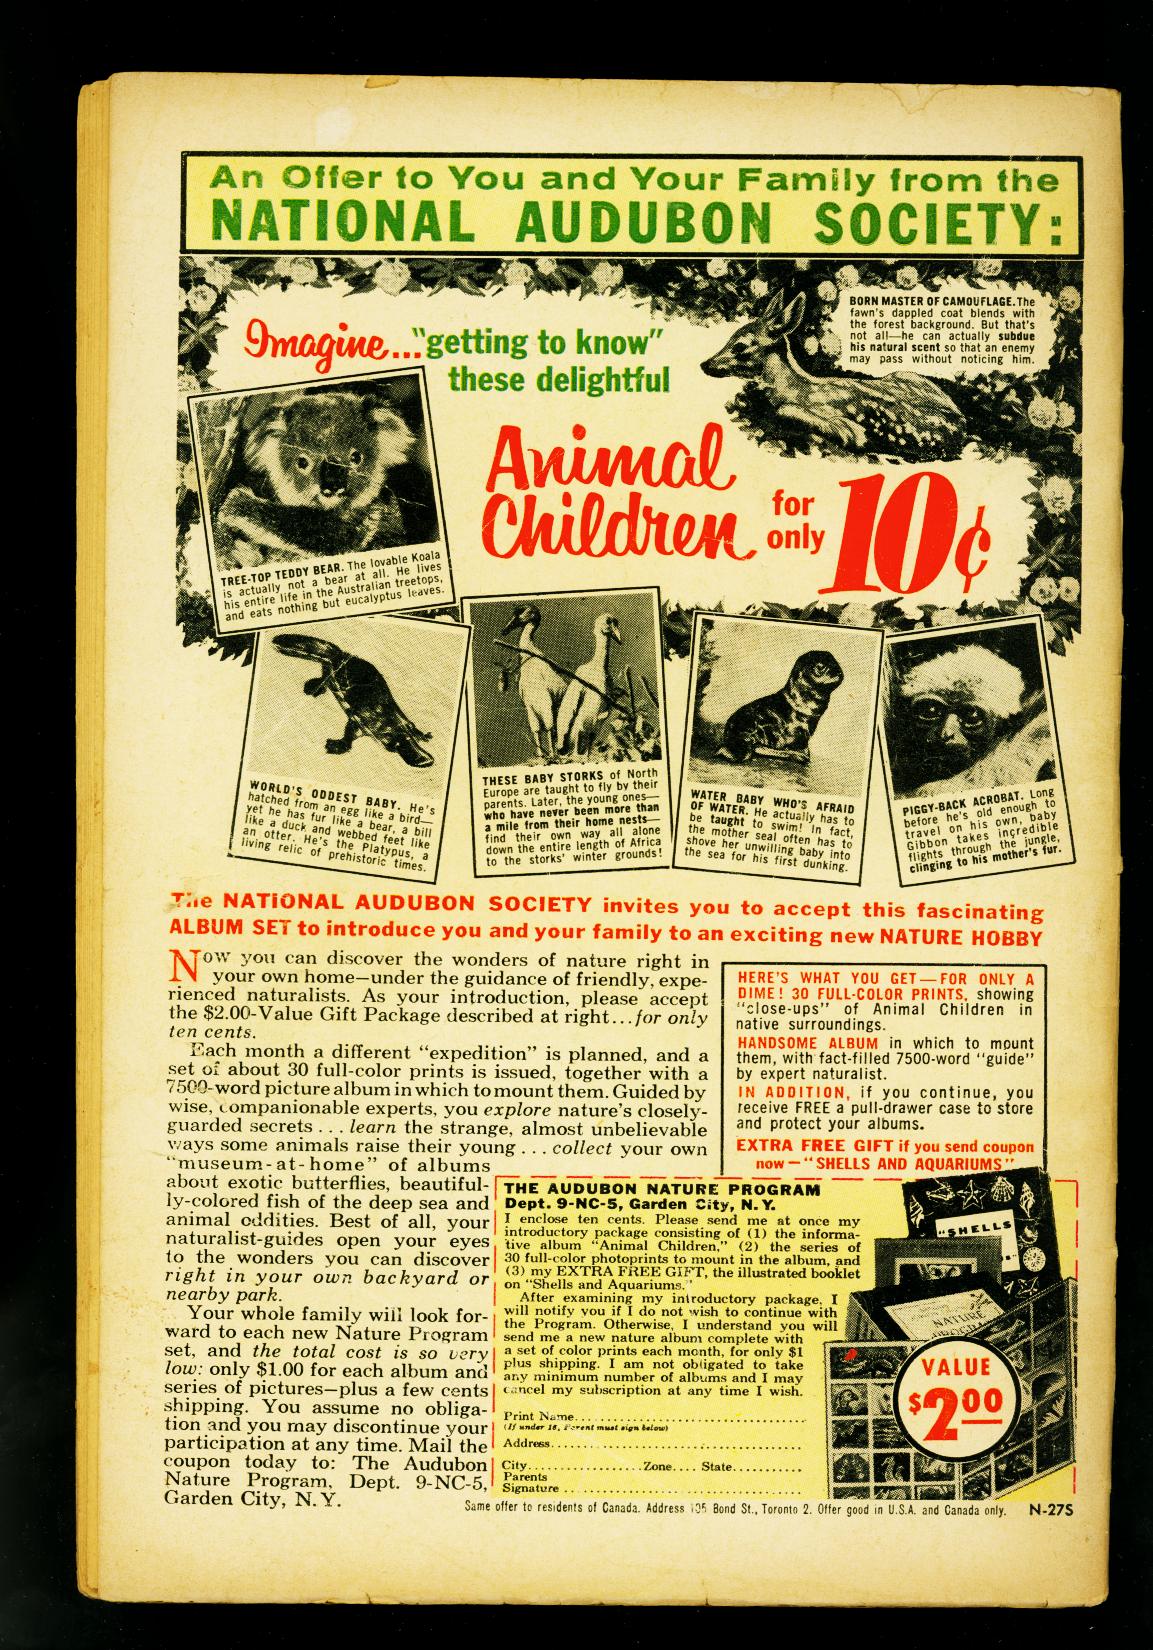 An Offer to You and Your Family from the
NATIONAL AUDUBON SOCIETY:
BORN MASTER OF CAMOUFLAGE. The
fawn's dappled coat blends with
the forest background. But that's
not all—he can actually subdue
his natural scent so that an enemy
may pass without noticing him.
Imagine... "getting to know"
these delightful
Animal
Children
for
only
10¢
TREE-TOP TEDDY BEAR. The lovable Koala
is actually not a bear at all. He lives
his entire life in the Australian treetops,
and eats nothing but eucalyptus leaves.
WORLD'S ODDEST BABY. He's
hatched from an egg like a bird—
yet he has fur like a bear, a bill
like a duck and webbed feet like
an otter. He's the Platypus, a
living relic of prehistoric times.
THESE BABY STORKS of North
Europe are taught to fly by their
parents. Later, the young ones—
who have never been more than
a mile from their home nests—
find their own way all alone
down the entire length of Africa
to the storks' winter grounds!
WATER BABY WHO'S AFRAID
OF WATER. He actually has to
be taught to swim! In fact,
the mother seal often has to
shove her unwilling baby into
the sea for his first dunking.
PIGGY-BACK ACROBAT. Long
before he's old enough to
travel on his own, baby
Gibbon takes incredible
flights through the jungle,
clinging to his mother's fur.
The NATIONAL AUDUBON SOCIETY invites you to accept this fascinating
ALBUM SET to introduce you and your family to an exciting new NATURE HOBBY
Now you can discover the wonders of nature right in
your own home—under the guidance of friendly, expe-
rienced naturalists. As your introduction, please accept
the $2.00-Value Gift Package described at right...for only
ten cents.
Each month a different "expedition" is planned, and a
set of about 30 full-color prints is issued, together with a
7500-word picture album in which to mount them. Guided by
wise, companionable experts, you explore nature's closely-
guarded secrets . . . learn the strange, almost unbelievable
ways some animals raise their young . . . collect your own
"museum-at-home" of albums
about exotic butterflies, beautiful-
ly-colored fish of the deep sea and
animal oddities. Best of all, your
naturalist-guides open your eyes
to the wonders you can discover
right in your own backyard or
nearby park.
Your whole family will look for-
ward to each new Nature Program
set, and the total cost is so very
low: only $1.00 for each album and
series of pictures—plus a few cents
shipping. You assume no obliga-
tion and you may discontinue your
participation at any time. Mail the
coupon today to: The Audubon
Nature Program, Dept. 9-NC-5,
Garden City, N.Y.
HERE'S WHAT YOU GET—FOR ONLY A
DIME! 30 FULL-COLOR PRINTS, showing
"close-ups" of Animal Children in
native surroundings.
HANDSOME ALBUM in which to mount
them, with fact-filled 7500-word "guide"
by expert naturalist.
IN ADDITION, if you continue, you
receive FREE a pull-drawer case to store
and protect your albums.
EXTRA FREE GIFT if you send coupon
now—"SHELLS AND AQUARIUMS"
THE AUDUBON NATURE PROGRAM
Dept. 9-NC-5, Garden City, N.Y.
I enclose ten cents. Please send me at once my
introductory package consisting of (1) the informa-
tive album "Animal Children," (2) the series of
30 full-color photoprints to mount in the album, and
(3) my EXTRA FREE GIFT, the illustrated booklet
on "Shells and Aquariums."
After examining my introductory package, I
will notify you if I do not wish to continue with
the Program. Otherwise, I understand you will
send me a new nature album complete with
a set of color prints each month, for only $1
plus shipping. I am not obligated to take
any minimum number of albums and I may
cancel my subscription at any time I wish.
Print Name..............................
(If under 18, Parent must sign below)
Address..............................
City.................Zone.... State...........
Parents
Signature..............................
"SHELLS
NATURE
VALUE
$2.00
Same offer to residents of Canada. Address 105 Bond St., Toronto 2. Offer good in U.S.A. and Canada only.
N-27S